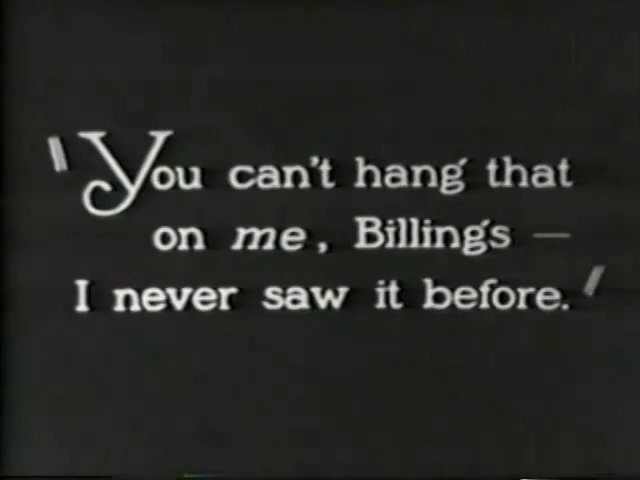 "You can't hang that
on me, Billings —
I never saw it before."